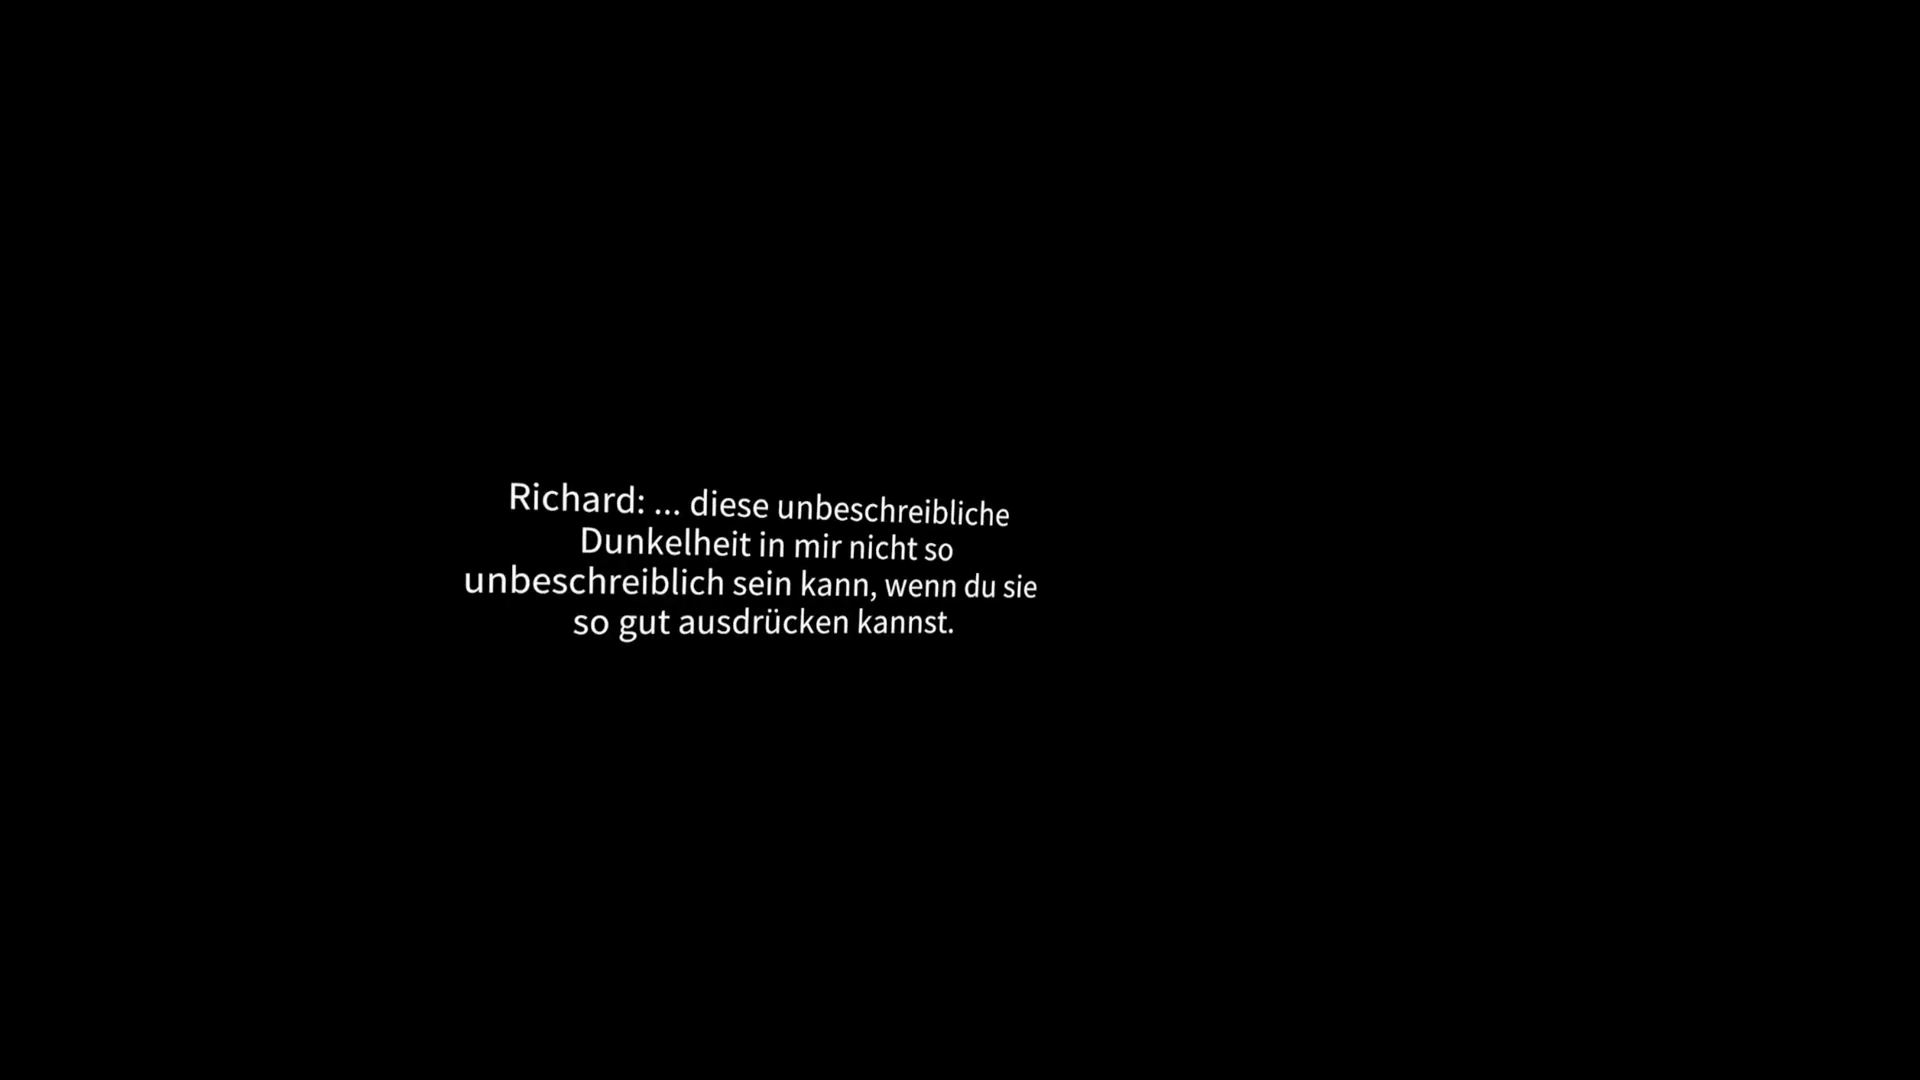 Richard: ... diese unbeschreibliche
Dunkelheit in mir nicht so
unbeschreiblich sein kann, wenn du sie
so gut ausdrücken kannst.